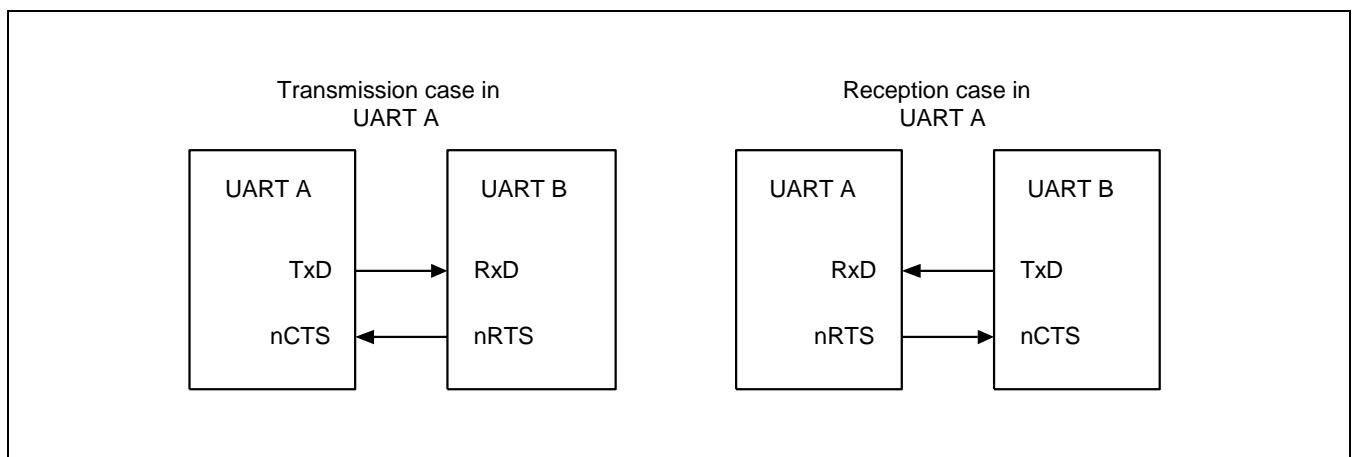 Transmission case in
UART A
UART A
UART B
TxD
RxD
nCTS
nRTS
Reception case in
UART A
UART A
UART B
RxD
TxD
nRTS
nCTS